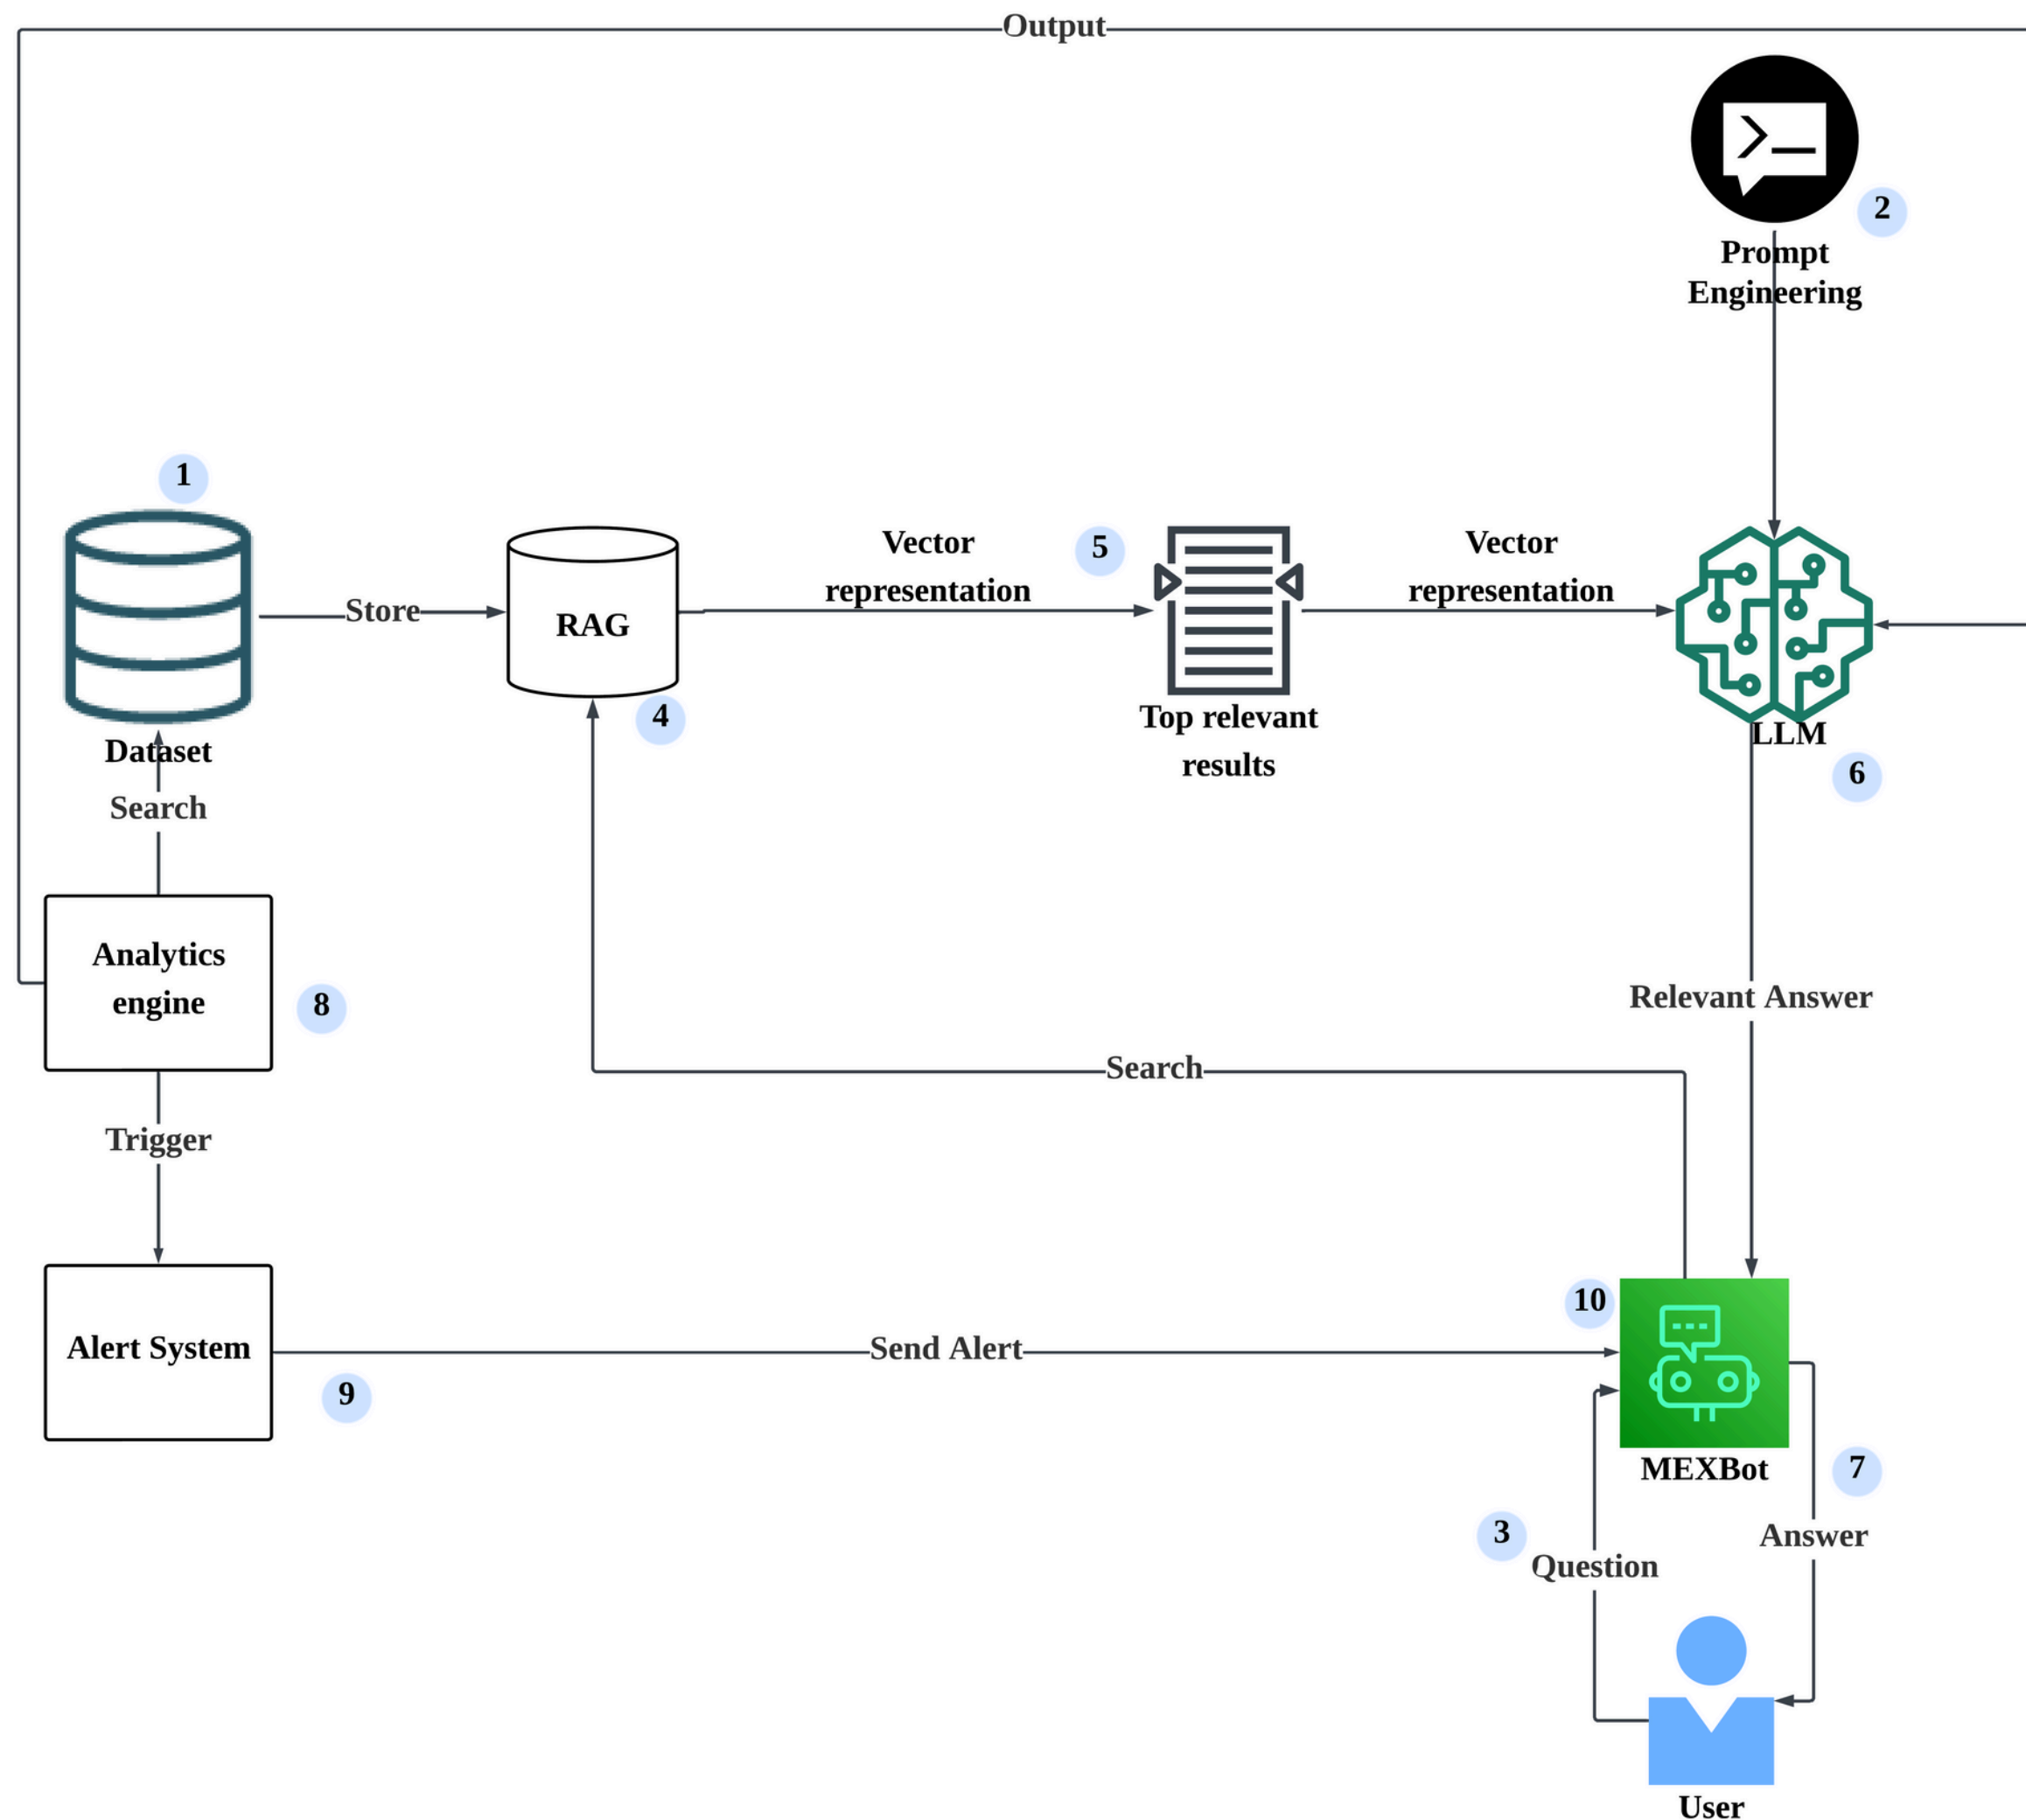 Output
2
Prompt
Engineering
1
Dataset
Store
RAG
4
Vector
representation
5
Top relevant
results
Vector
representation
LLM
6
Search
Analytics
engine
8
Relevant Answer
Search
Trigger
Alert System
9
Send Alert
10
MEXBot
7
3
Question
Answer
User